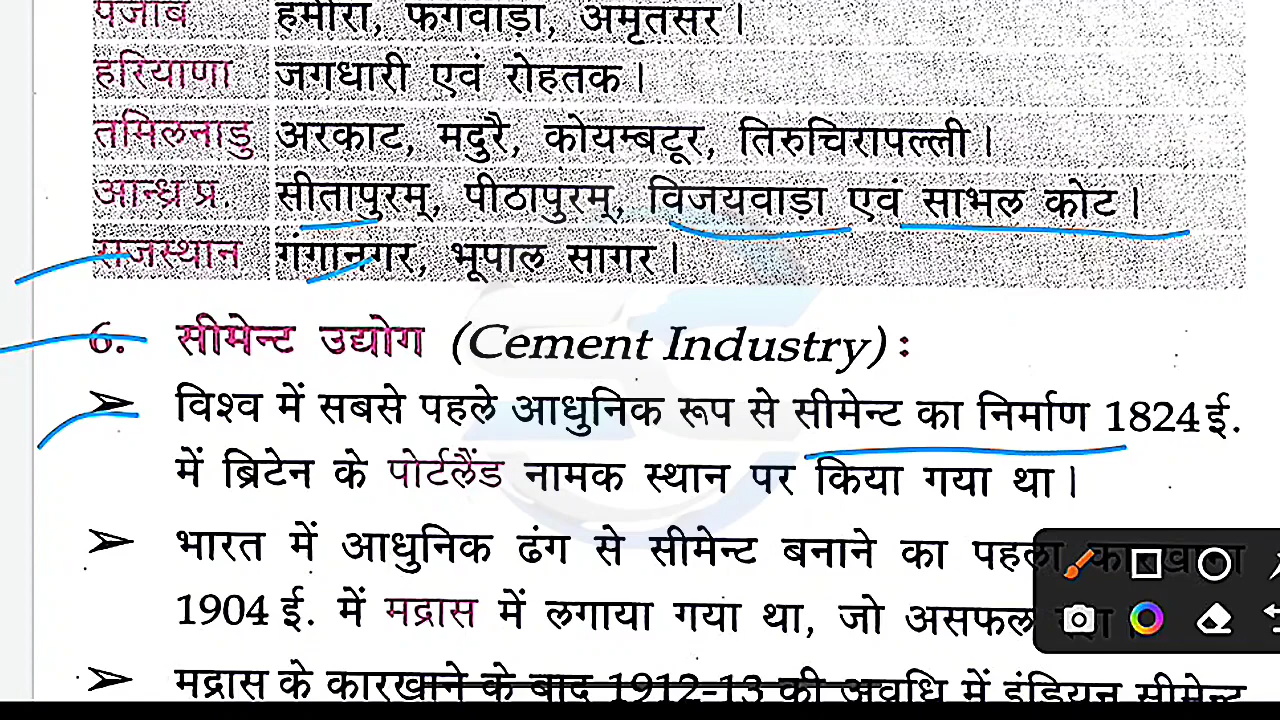 पंजाब हमीरा, फगवाड़ा, अमृतसर।
हरियाणा जगधारी एवं रोहतक।
तमिलनाडु अरकाट, मदुरै, कोयम्बटूर, तिरुचिरापल्ली।
आन्ध्र प्र. सीतापुरम्, पीठापुरम्, विजयवाड़ा एवं साभल कोट।
राजस्थान गंगानगर, भूपाल सागर।
6. सीमेन्ट उद्योग (Cement Industry) :
➤ विश्व में सबसे पहले आधुनिक रूप से सीमेन्ट का निर्माण 1824 ई.
में ब्रिटेन के पोर्टलैंड नामक स्थान पर किया गया था।
➤ भारत में आधुनिक ढंग से सीमेन्ट बनाने का पहला कारखाना
1904 ई. में मद्रास में लगाया गया था, जो असफल रहा।
➤ मद्रास के कारखाने के बाद 1912-13 की अवधि में इंडियन सीमेन्ट